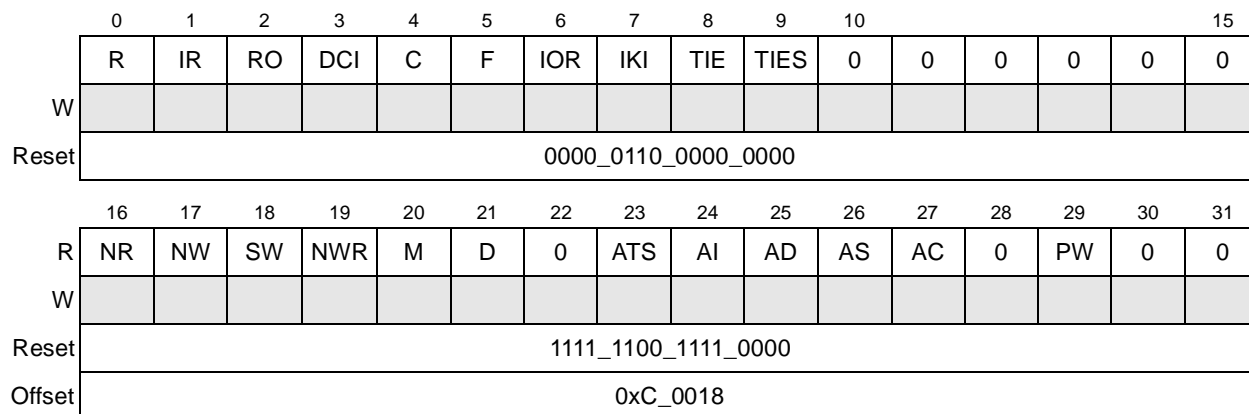 0 1 2 3 4 5 6 7 8 9 10 15
R IR RO DCI C F IOR IKI TIE TIES 0 0 0 0 0 0
W
Reset 0000_0110_0000_0000
16 17 18 19 20 21 22 23 24 25 26 27 28 29 30 31
R NR NW SW NWR M D 0 ATS AI AD AS AC 0 PW 0 0
W
Reset 1111_1100_1111_0000
Offset 0xC_0018